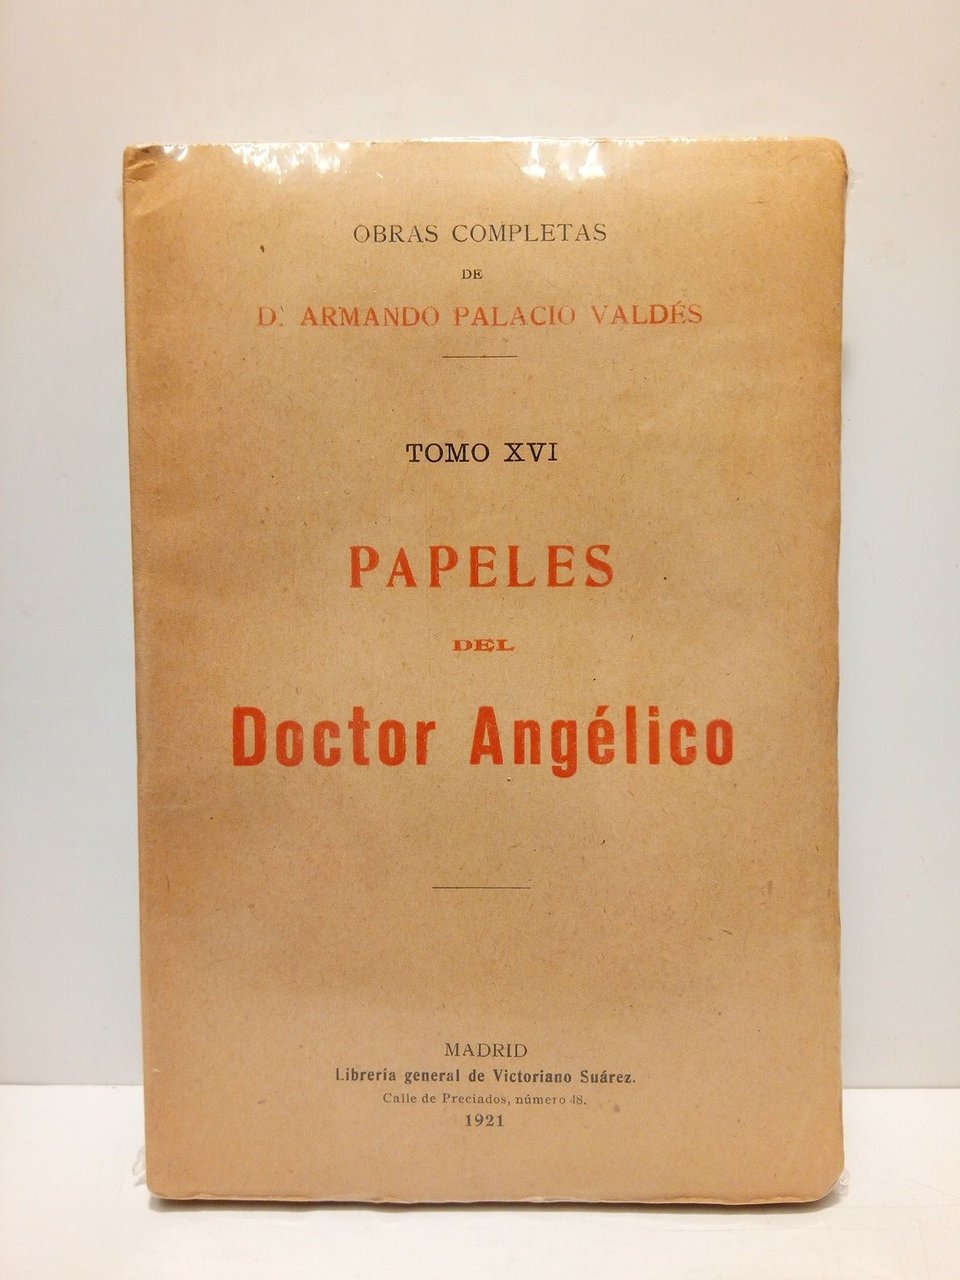 OBRAS COMPLETAS
DE
D. ARMANDO PALACIO VALDÉS
TOMO XVI
PAPELES
DEL
Doctor Angélico
MADRID
Librería general de Victoriano Suárez.
Calle de Preciados, número 48.
1921